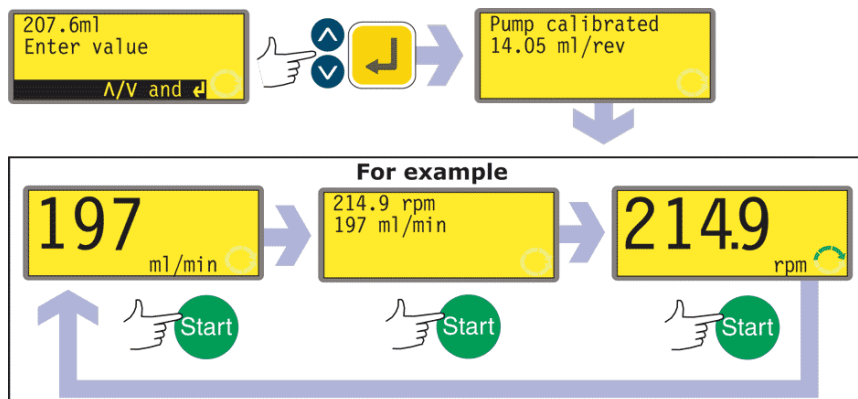 207.6ml
Enter value
Λ/V and ↲
Pump calibrated
14.05 ml/rev
For example
197
ml/min
214.9 rpm
197 ml/min
214.9
rpm
Start
Start
Start